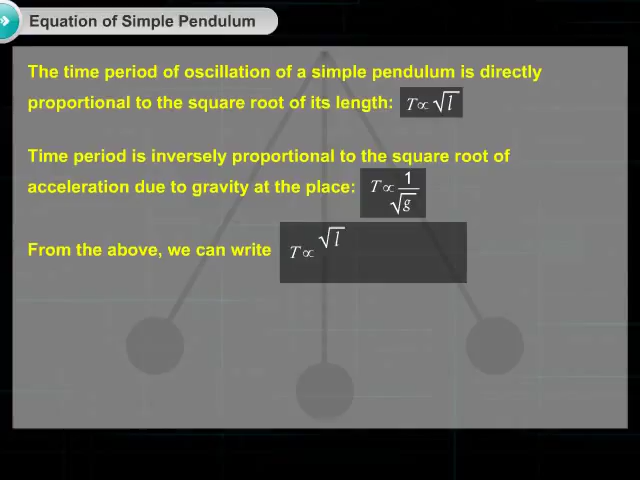 Equation of Simple Pendulum
The time period of oscillation of a simple pendulum is directly
proportional to the square root of its length: T∝ √l
Time period is inversely proportional to the square root of
acceleration due to gravity at the place: T∝ 1/√g
From the above, we can write T∝ √l